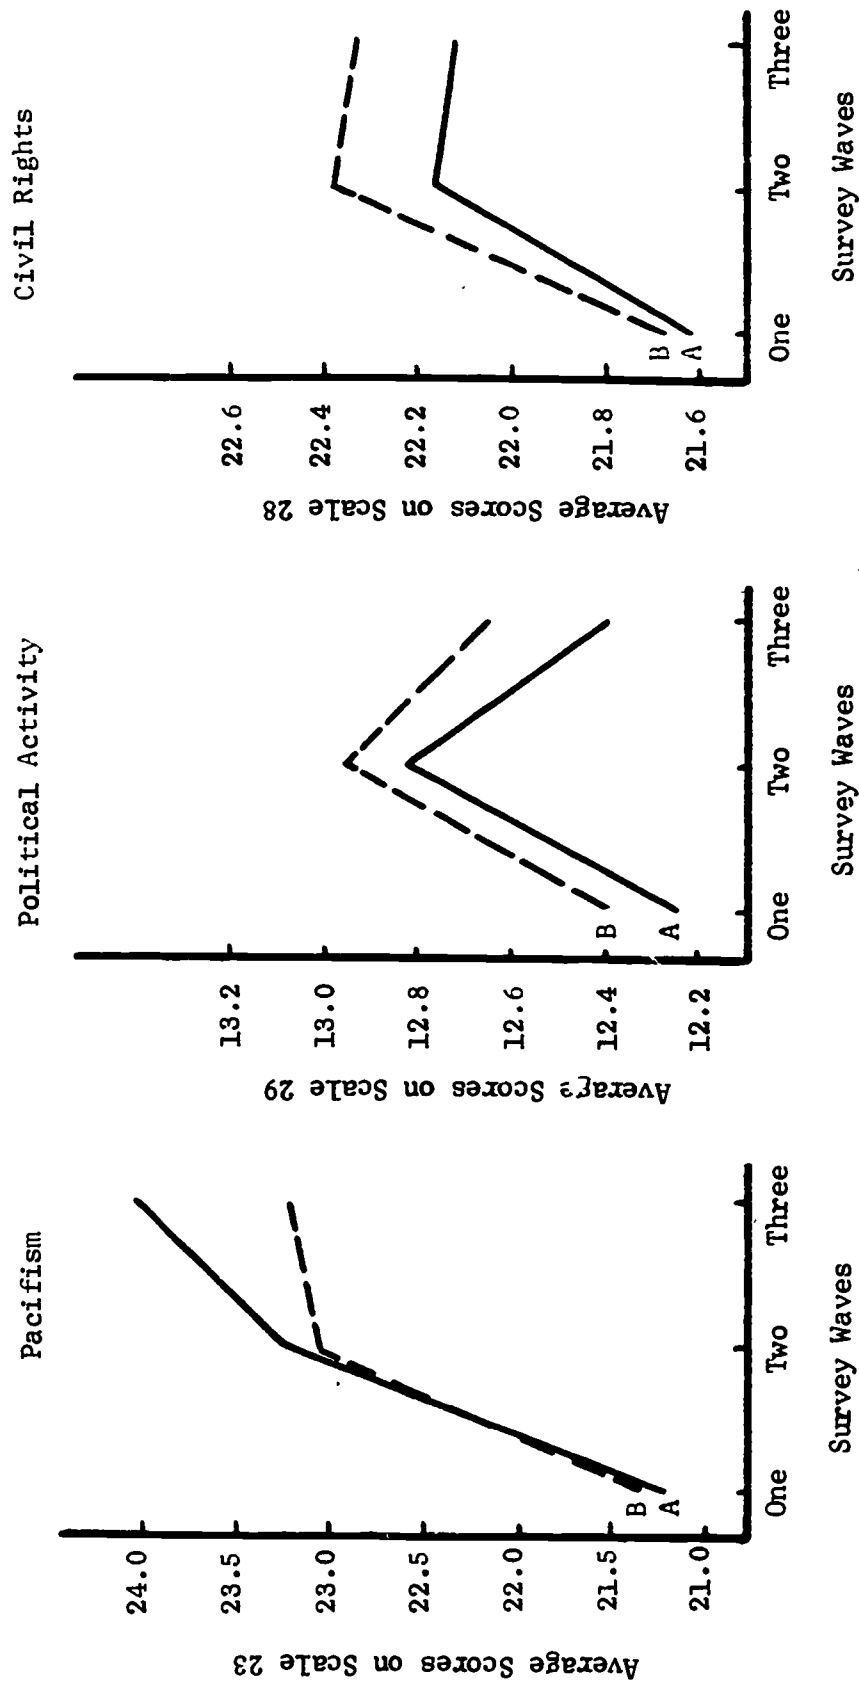 Pacifism
24.0
23.5
23.0
22.5
22.0
21.5
21.0
Average Scores on Scale 23
B
A
One Two Three
Survey Waves
Political Activity
13.2
13.0
12.8
12.6
12.4
12.2
Average Scores on Scale 29
B
A
One Two Three
Survey Waves
Civil Rights
22.6
22.4
22.2
22.0
21.8
21.6
Average Scores on Scale 28
B
A
One Two Three
Survey Waves